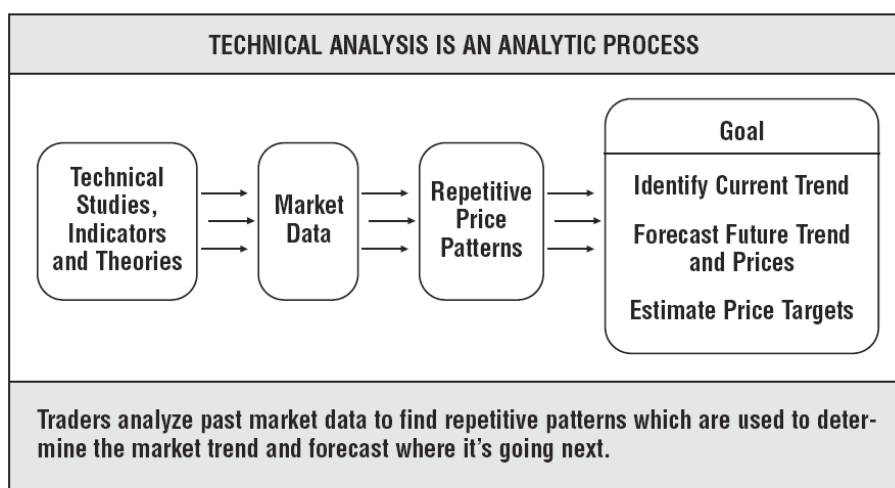 TECHNICAL ANALYSIS IS AN ANALYTIC PROCESS
Technical
Studies,
Indicators
and Theories
Market
Data
Repetitive
Price
Patterns
Goal
Identify Current Trend
Forecast Future Trend
and Prices
Estimate Price Targets
Traders analyze past market data to find repetitive patterns which are used to deter-
mine the market trend and forecast where it’s going next.